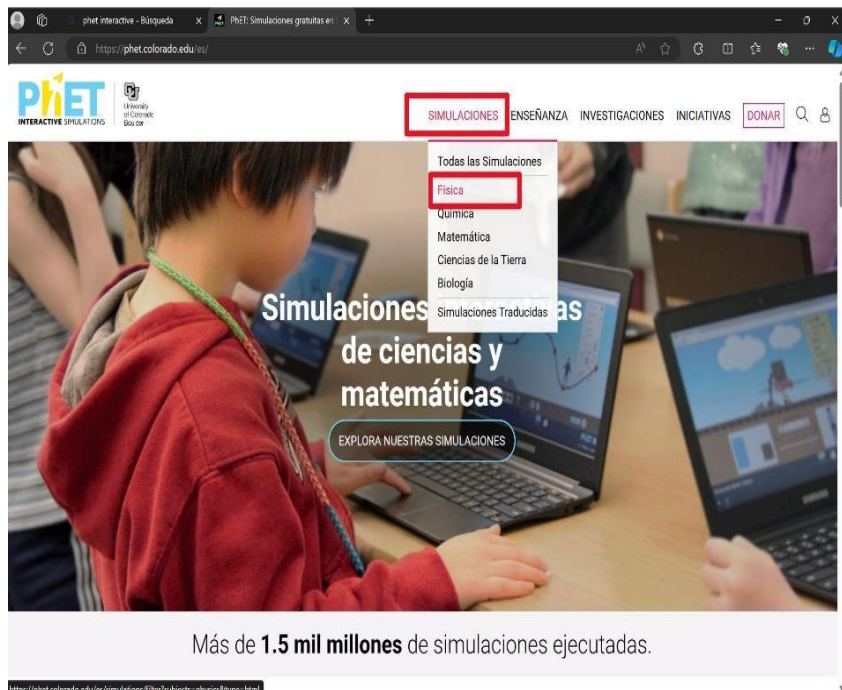 phet interactive - Búsqueda
PhET: Simulaciones gratuitas en
https://phet.colorado.edu/es/
PhET
INTERACTIVE SIMULATIONS
University
of Colorado
Boulder
SIMULACIONES ENSEÑANZA INVESTIGACIONES INICIATIVAS DONAR
Todas las Simulaciones
Física
Química
Matemática
Ciencias de la Tierra
Biología
Simulaciones Traducidas
Simulaciones interactivas
de ciencias y
matemáticas
EXPLORA NUESTRAS SIMULACIONES
SAMSUNG
Más de 1.5 mil millones de simulaciones ejecutadas.